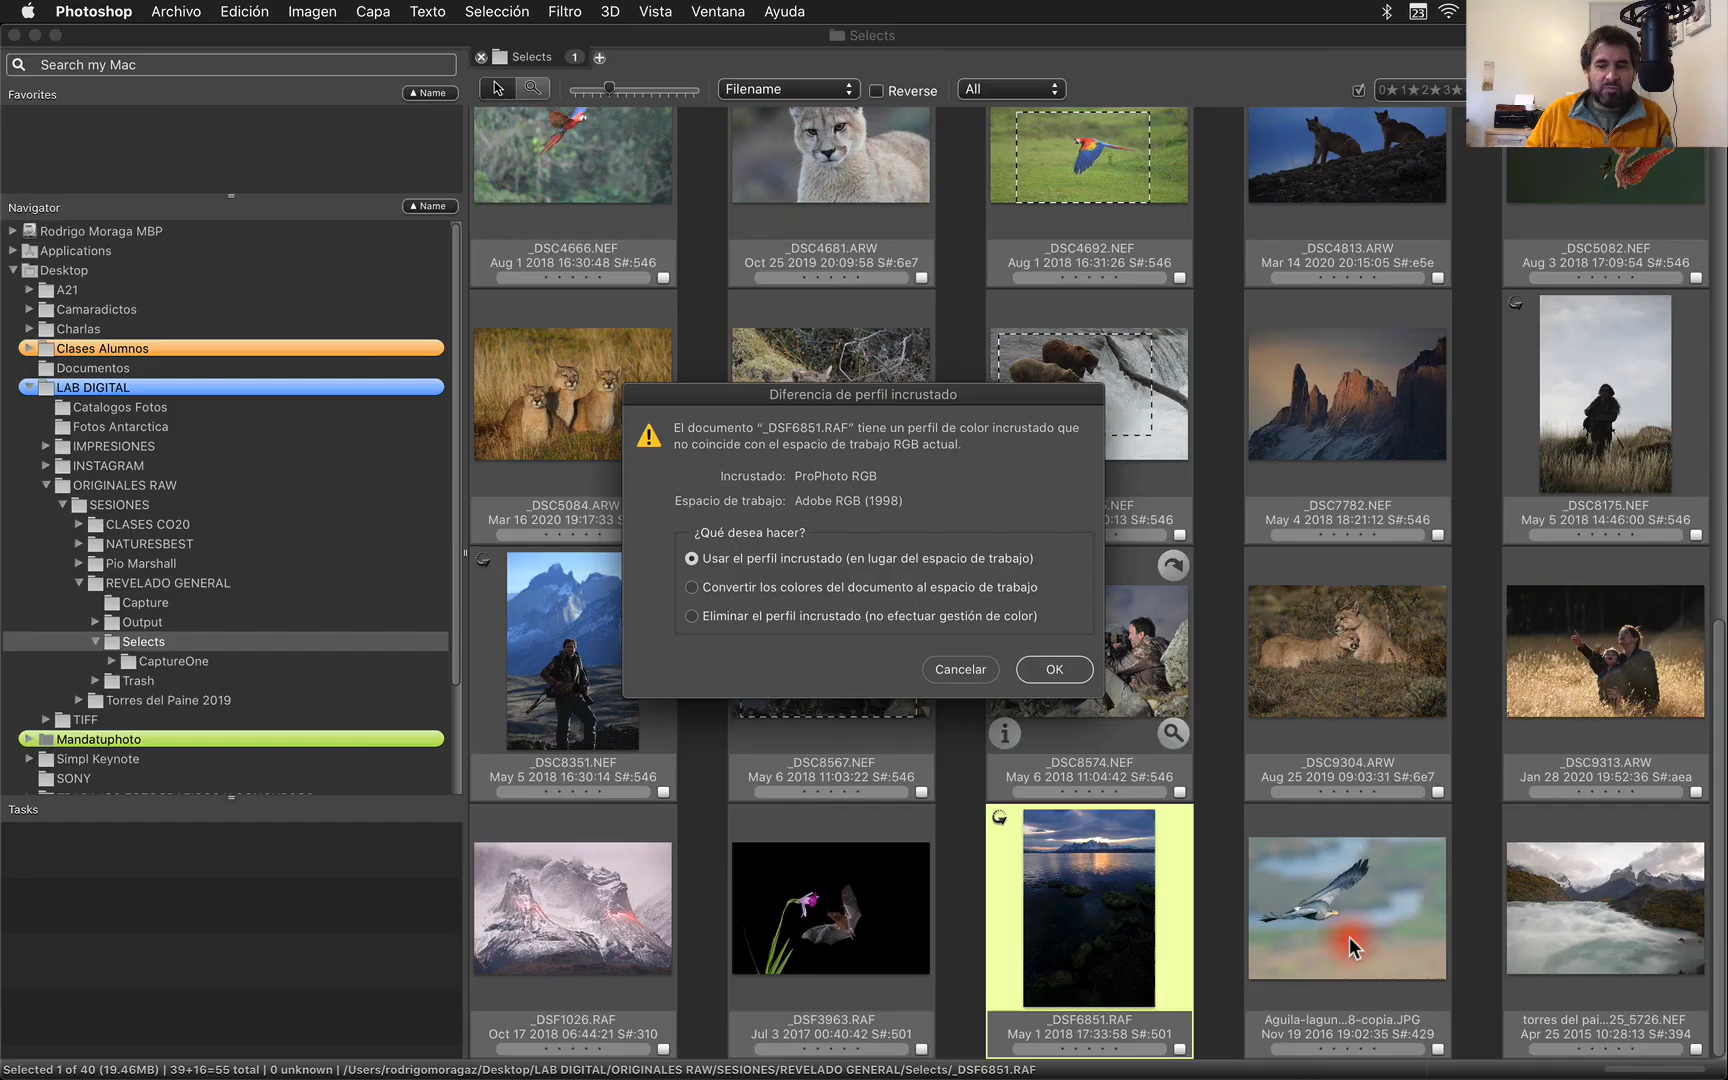 Photoshop Archivo Edición Imagen Capa Texto Selección Filtro 3D Vista Ventana Ayuda
23
Selects
Search my Mac
Selects 1
Filename Reverse All
0★1★2★3★
Favorites ▲ Name
Navigator ▲ Name
Rodrigo Moraga MBP
Applications
Desktop
A21
Camaradictos
Charlas
Clases Alumnos
Documentos
LAB DIGITAL
Catalogos Fotos
Fotos Antarctica
IMPRESIONES
INSTAGRAM
ORIGINALES RAW
SESIONES
CLASES CO20
NATURESBEST
Pio Marshall
REVELADO GENERAL
Capture
Output
Selects
CaptureOne
Trash
Torres del Paine 2019
TIFF
Mandatuphoto
Simpl Keynote
SONY
Tasks
_DSC4666.NEF
Aug 1 2018 16:30:48 S#:546
_DSC4681.ARW
Oct 25 2019 20:09:58 S#:6e7
_DSC4692.NEF
Aug 1 2018 16:31:26 S#:546
_DSC4813.ARW
Mar 14 2020 20:15:05 S#:e5e
_DSC5082.NEF
Aug 3 2018 17:09:54 S#:546
_DSC5084.ARW
Mar 16 2020 19:17:33
.NEF
0:13 S#:546
_DSC7782.NEF
May 4 2018 18:21:12 S#:546
_DSC8175.NEF
May 5 2018 14:46:00 S#:546
Diferencia de perfil incrustado
El documento “_DSF6851.RAF” tiene un perfil de color incrustado que
no coincide con el espacio de trabajo RGB actual.
Incrustado: ProPhoto RGB
Espacio de trabajo: Adobe RGB (1998)
¿Qué desea hacer?
Usar el perfil incrustado (en lugar del espacio de trabajo)
Convertir los colores del documento al espacio de trabajo
Eliminar el perfil incrustado (no efectuar gestión de color)
Cancelar OK
_DSC8351.NEF
May 5 2018 16:30:14 S#:546
_DSC8567.NEF
May 6 2018 11:03:22 S#:546
_DSC8574.NEF
May 6 2018 11:04:42 S#:546
_DSC9304.ARW
Aug 25 2019 09:03:31 S#:6e7
_DSC9313.ARW
Jan 28 2020 19:52:36 S#:aea
_DSF1026.RAF
Oct 17 2018 06:44:21 S#:310
_DSF3963.RAF
Jul 3 2017 00:40:42 S#:501
_DSF6851.RAF
May 1 2018 17:33:58 S#:501
Aguila-lagun...8-copia.JPG
Nov 19 2016 19:02:35 S#:429
torres del pai...25_5726.NEF
Apr 25 2015 10:28:13 S#:394
Selected 1 of 40 (19.46MB) | 39+16=55 total | 0 unknown | /Users/rodrigomoragaz/Desktop/LAB DIGITAL/ORIGINALES RAW/SESIONES/REVELADO GENERAL/Selects/_DSF6851.RAF